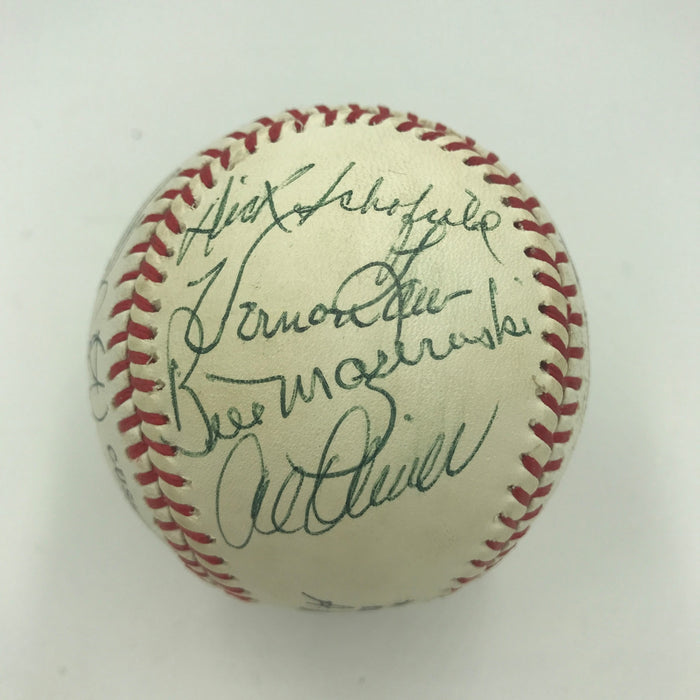 Dick Schofield
Vernon Law
Bill Mazeroski
Al Oliver